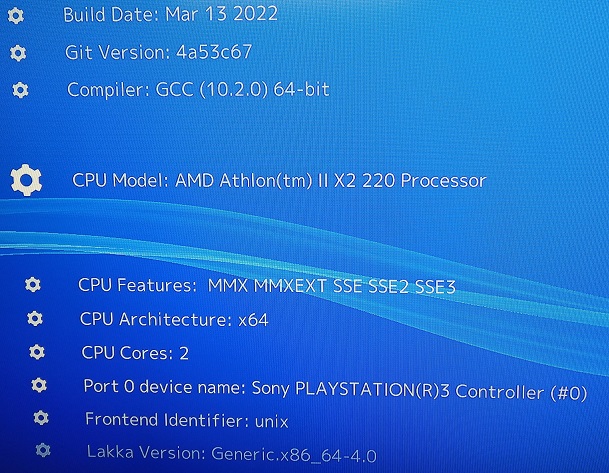 Build Date: Mar 13 2022
Git Version: 4a53c67
Compiler: GCC (10.2.0) 64-bit
CPU Model: AMD Athlon(tm) II X2 220 Processor
CPU Features:  MMX MMXEXT SSE SSE2 SSE3
CPU Architecture: x64
CPU Cores: 2
Port 0 device name: Sony PLAYSTATION(R)3 Controller (#0)
Frontend Identifier: unix
Lakka Version: Generic.x86_64-4.0